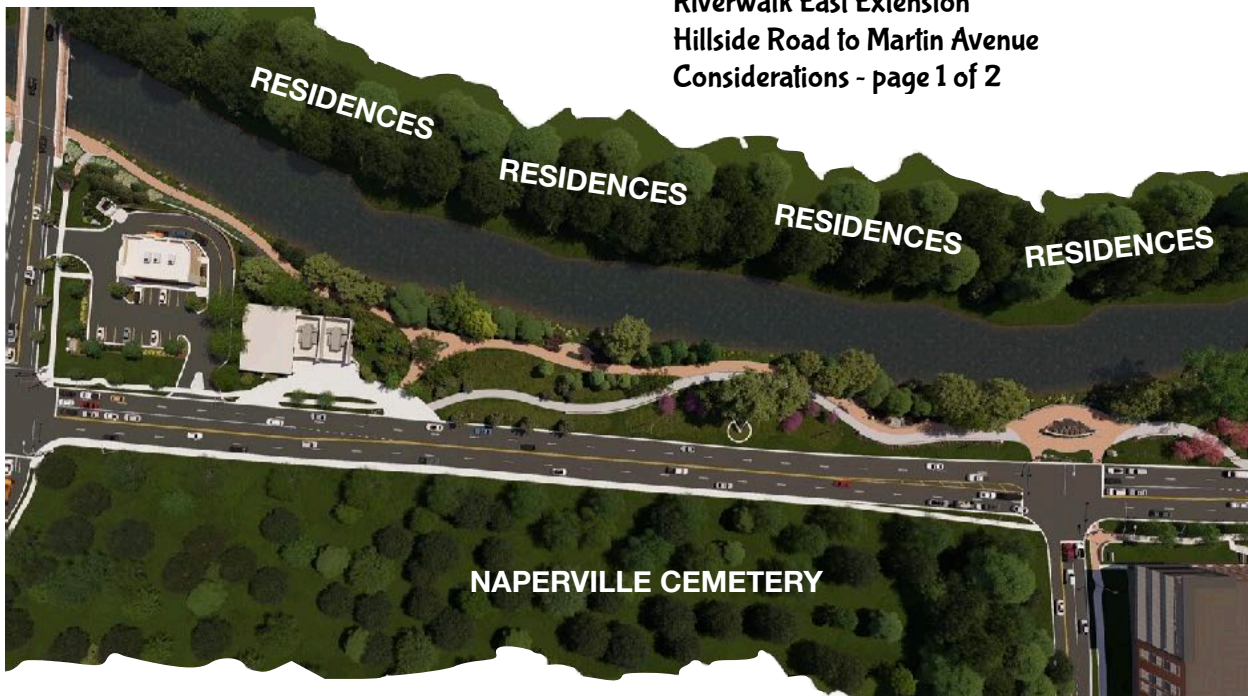 Riverwalk East Extension
Hillside Road to Martin Avenue
Considerations - page 1 of 2
RESIDENCES
RESIDENCES
RESIDENCES
RESIDENCES
NAPERVILLE CEMETERY